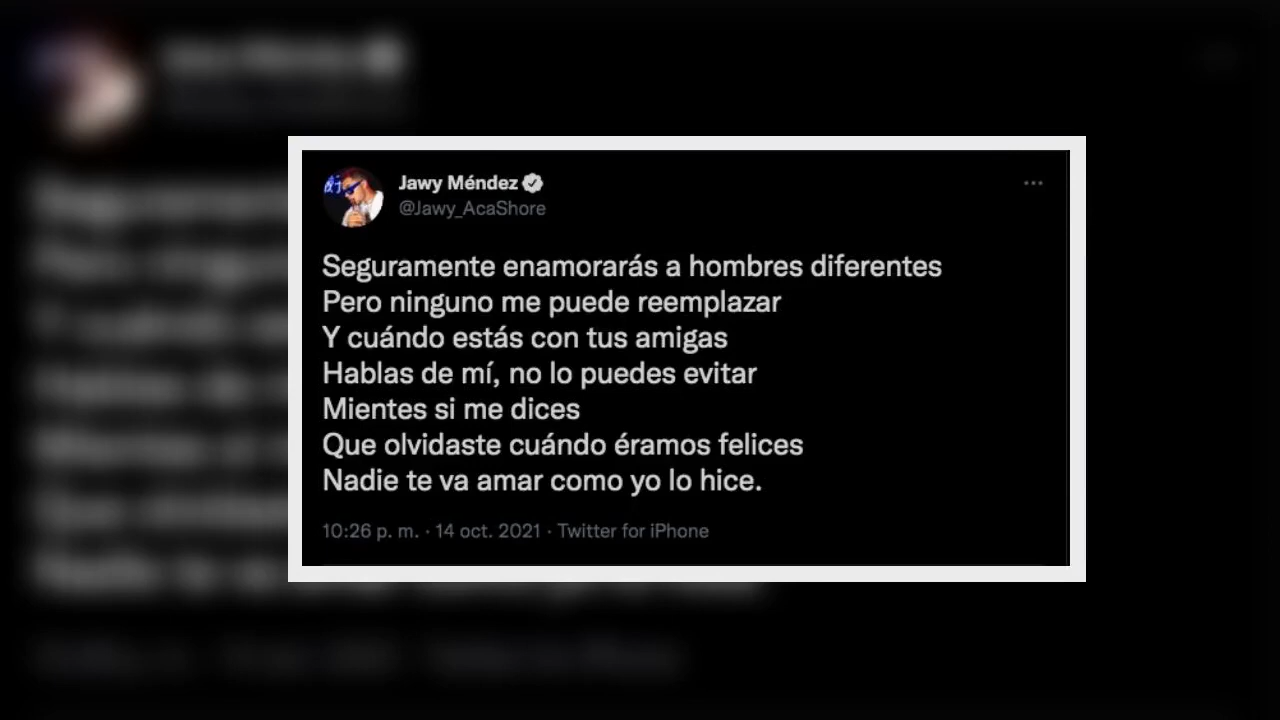 Jawy Méndez
@Jawy_AcaShore
Seguramente enamorarás a hombres diferentes
Pero ninguno me puede reemplazar
Y cuándo estás con tus amigas
Hablas de mí, no lo puedes evitar
Mientes si me dices
Que olvidaste cuándo éramos felices
Nadie te va amar como yo lo hice.
10:26 p. m. · 14 oct. 2021 · Twitter for iPhone